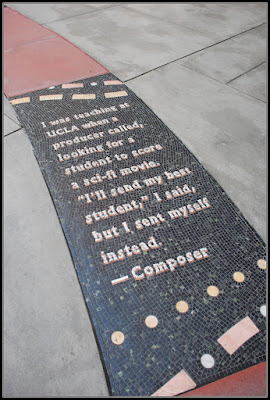 I was teaching at
UCLA when a
producer called,
looking for a
student to score
a sci-fi movie.
"I'll send my best
student," I said,
but I sent myself
instead.
— Composer